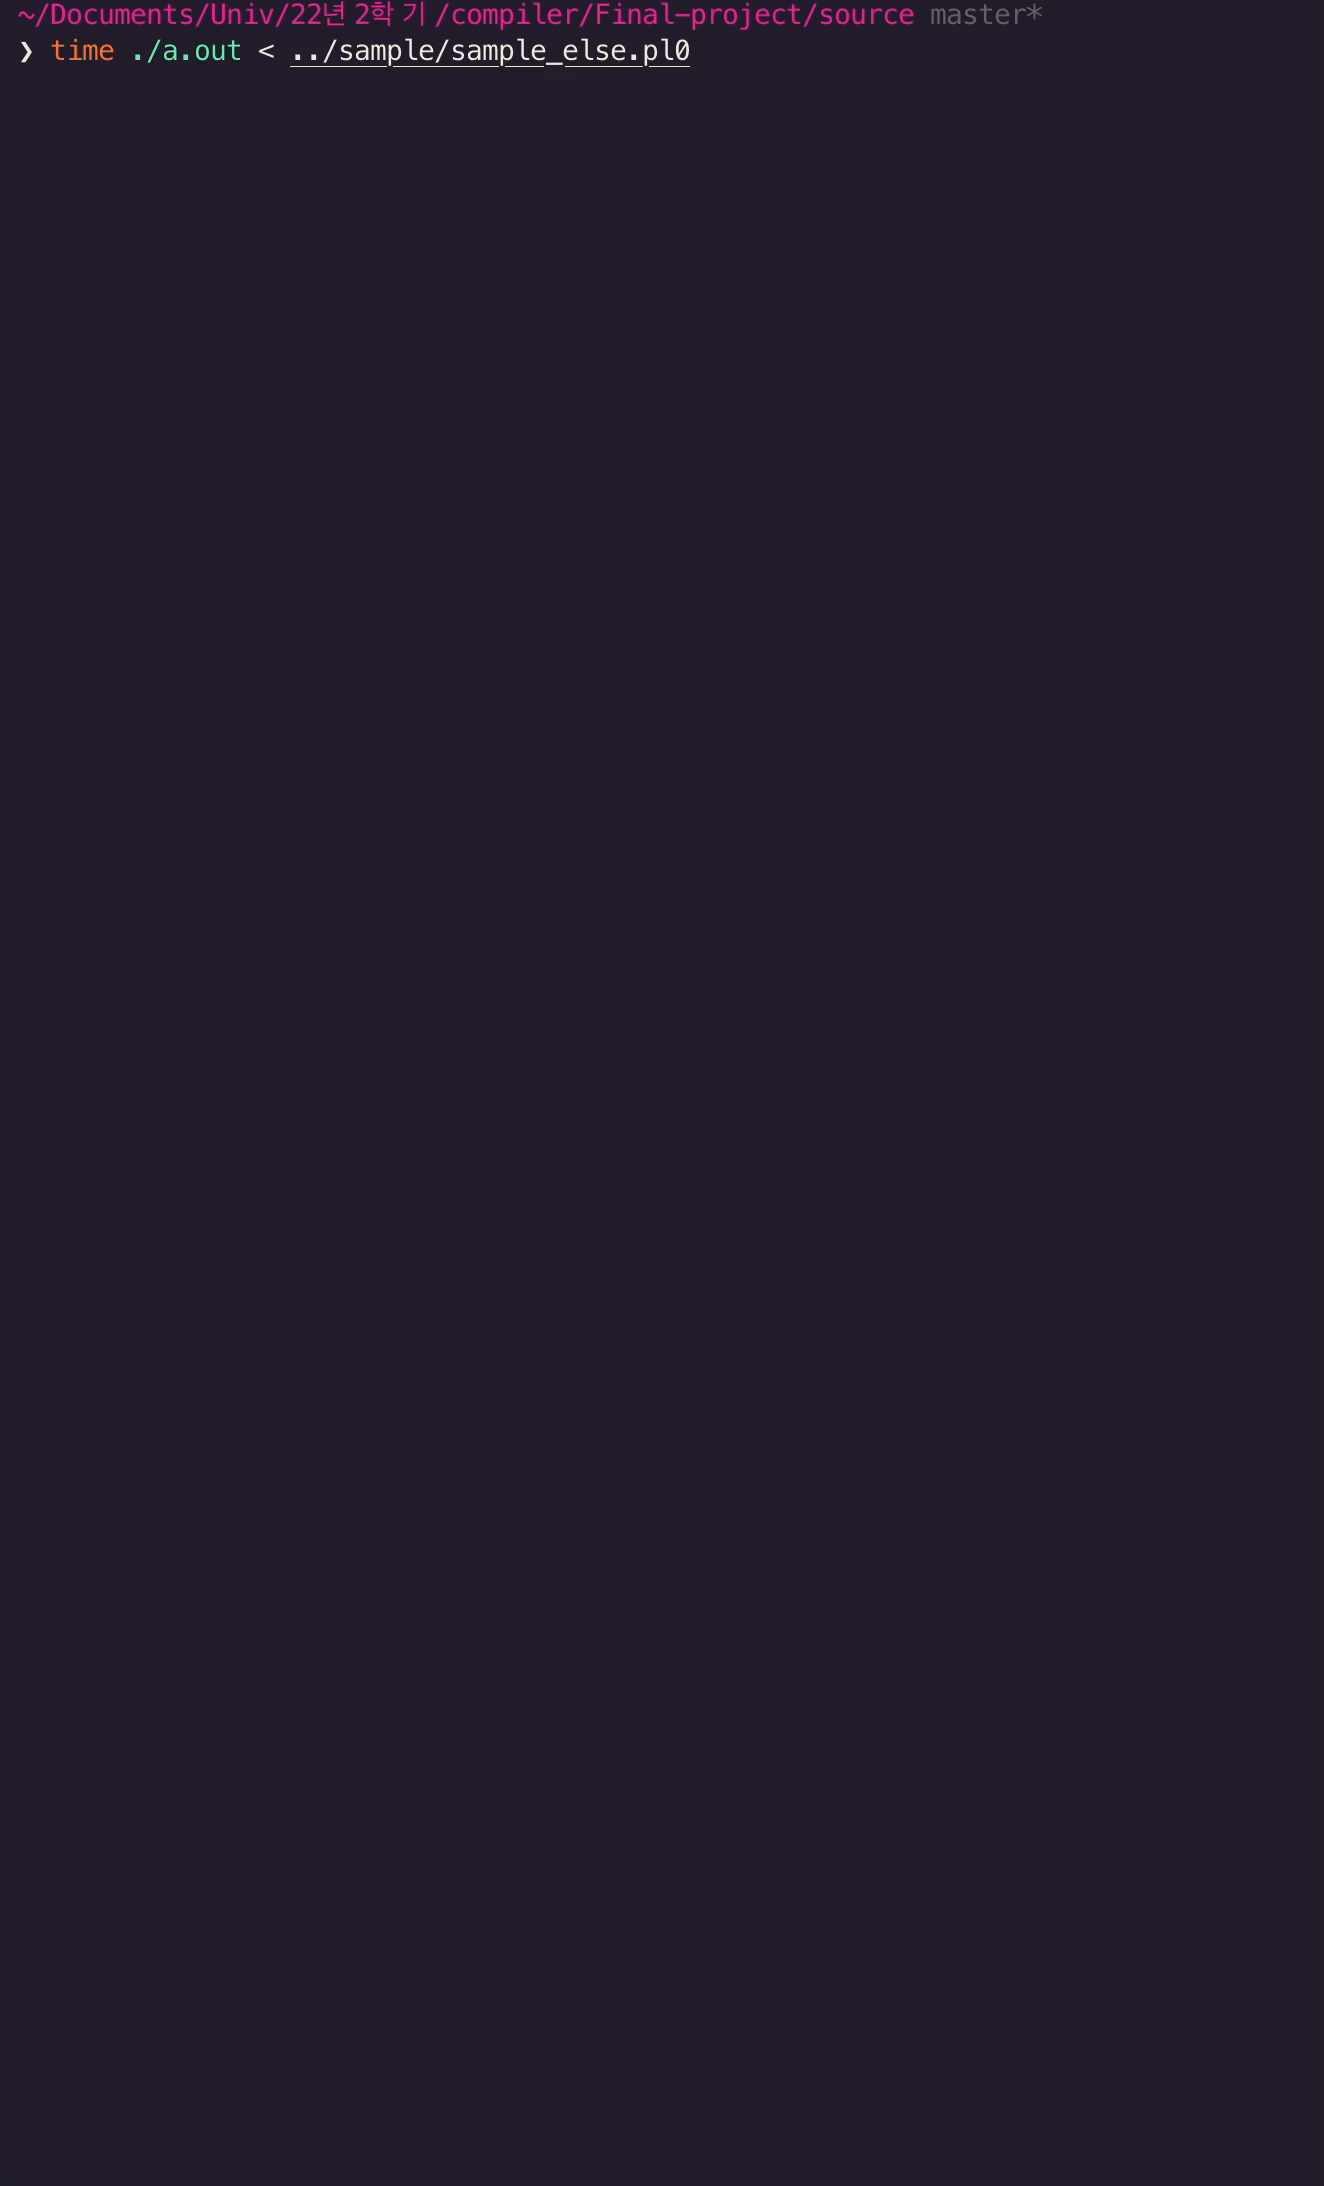 ~/Documents/Univ/22년 2학기/compiler/Final-project/source master*
❯ time ./a.out < ../sample/sample_else.pl0